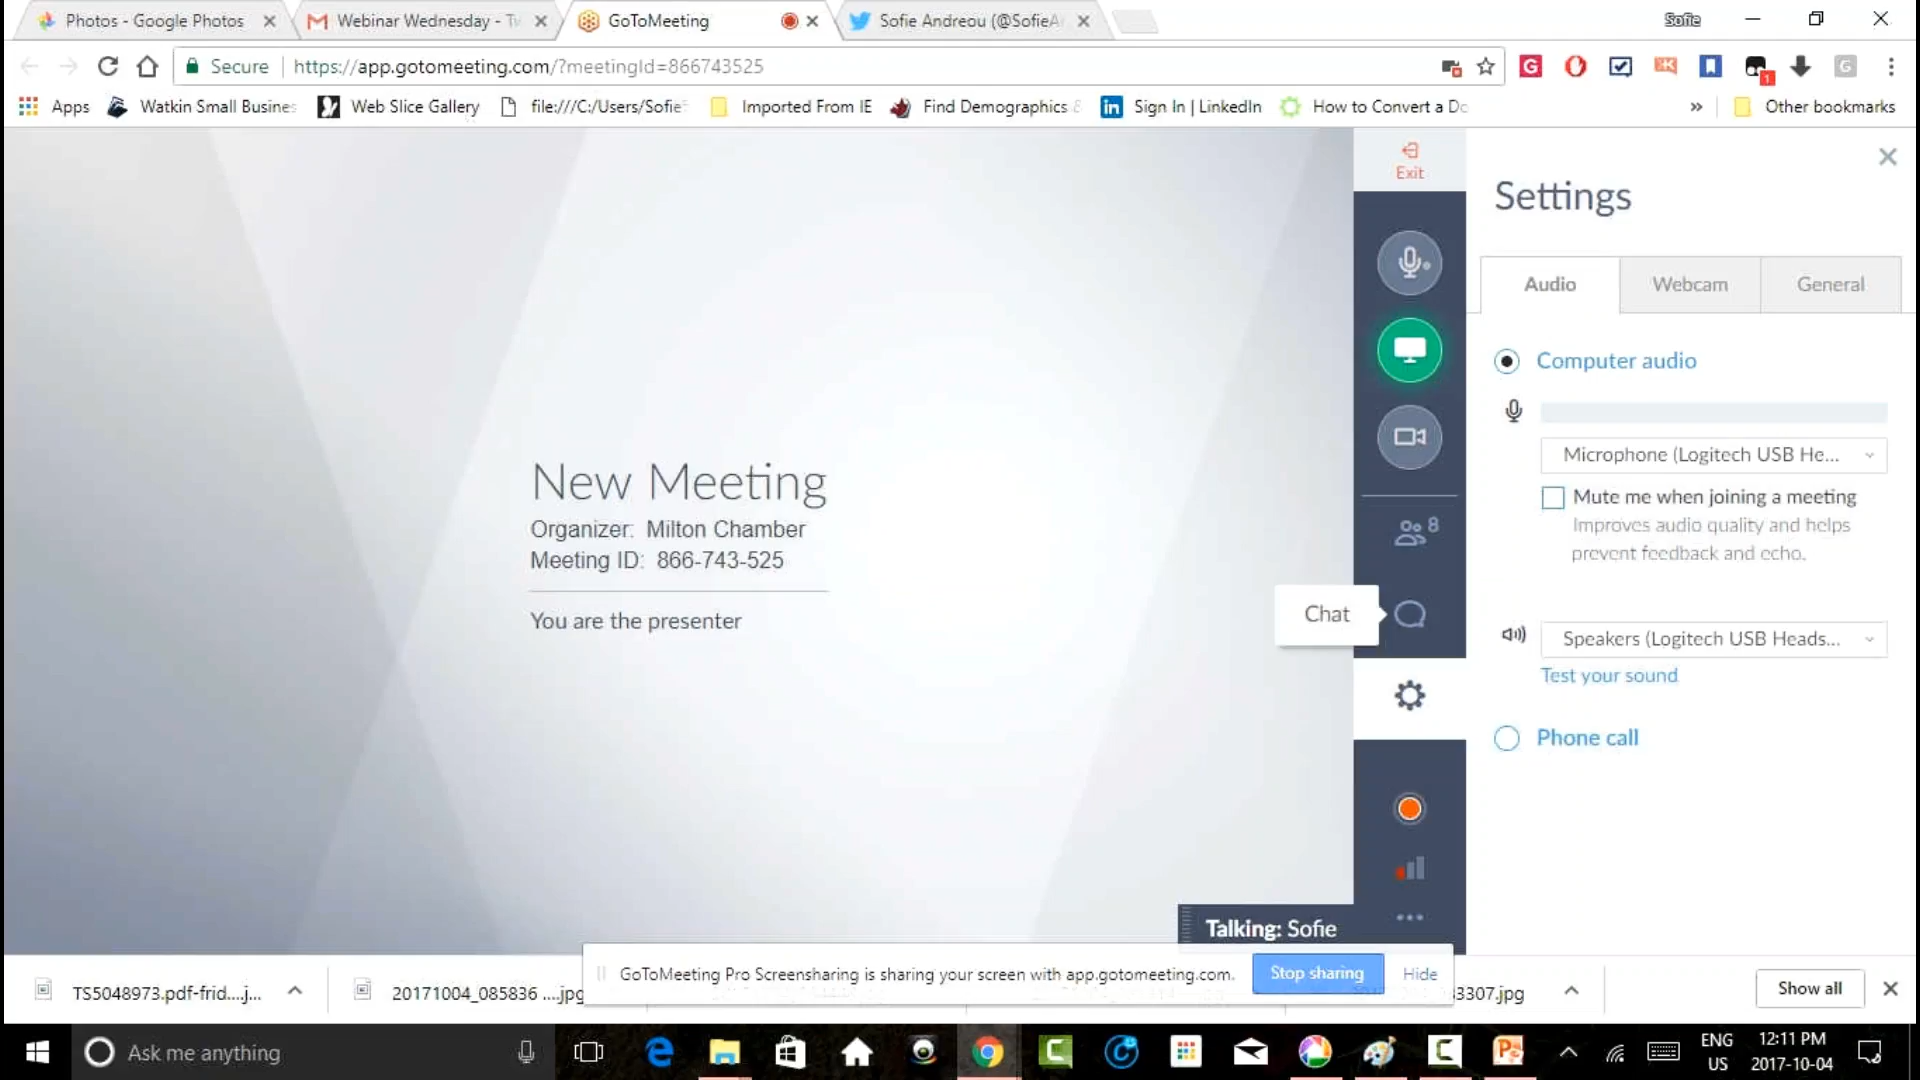 Photos - Google Photos
Webinar Wednesday - Tw
GoToMeeting
Sofie Andreou (@SofieA
Sofie
Secure
https://app.gotomeeting.com/?meetingId=866743525
1
Apps
Watkin Small Busines
Web Slice Gallery
file:///C:/Users/Sofie
Imported From IE
Find Demographics &
in
Sign In | LinkedIn
How to Convert a Do
»
Other bookmarks
Exit
Settings
Audio
Webcam
General
Computer audio
Microphone (Logitech USB He...
Mute me when joining a meeting
Improves audio quality and helps
prevent feedback and echo.
8
New Meeting
Organizer: Milton Chamber
Meeting ID: 866-743-525
You are the presenter
Chat
Speakers (Logitech USB Heads...
Test your sound
Phone call
Talking: Sofie
GoToMeeting Pro Screensharing is sharing your screen with app.gotomeeting.com.
Stop sharing
Hide
TS5048973.pdf-frid....j...
20171004_085836 ....jpg
3307.jpg
Show all
Ask me anything
ENG
US
12:11 PM
2017-10-04